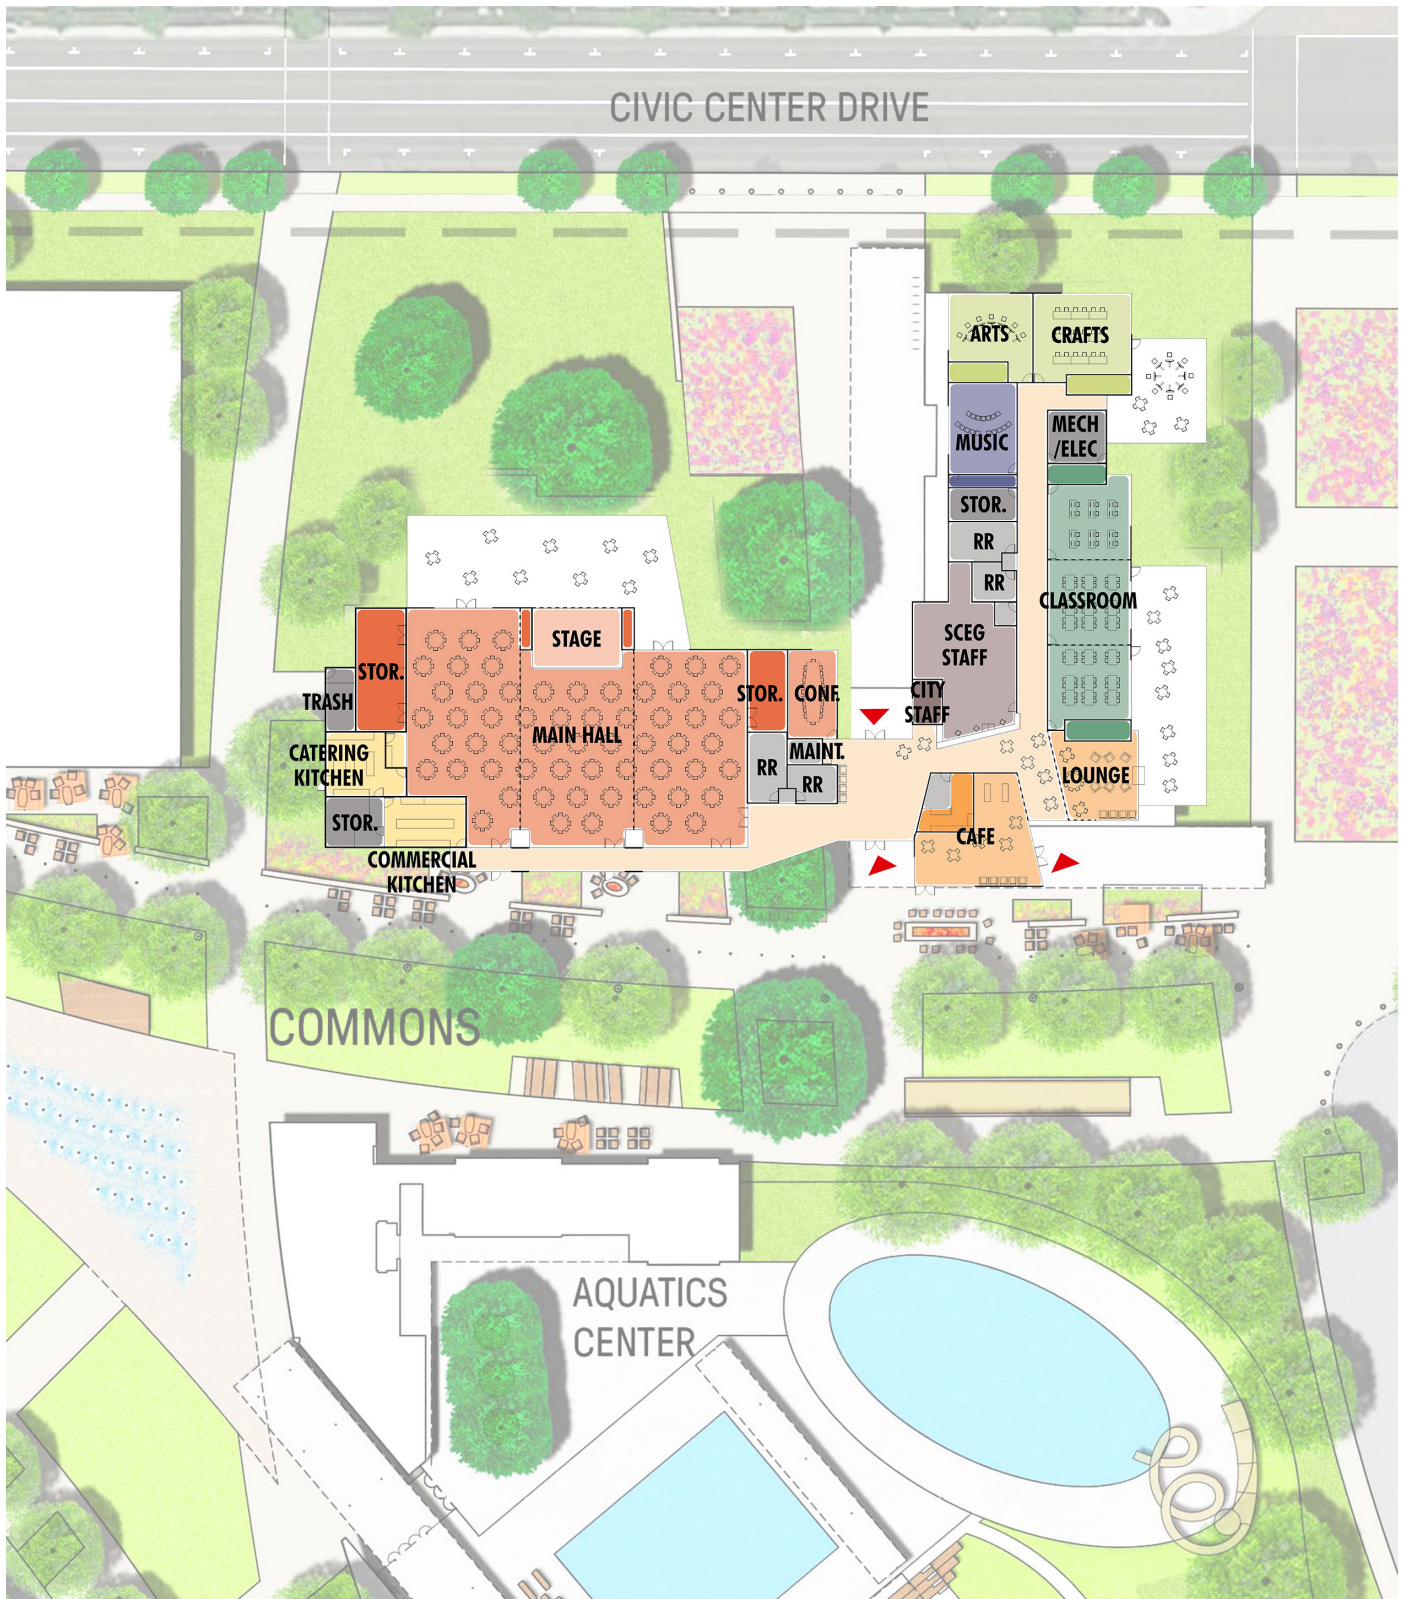 CIVIC CENTER DRIVE
ARTS
CRAFTS
MUSIC
MECH
/ELEC
STOR.
RR
RR
CLASSROOM
SCEG
STAFF
STAGE
STOR.
TRASH
STOR.
CONF.
CITY
STAFF
MAIN HALL
CATERING
KITCHEN
MAINT.
RR
RR
LOUNGE
STOR.
CAFE
COMMERCIAL
KITCHEN
COMMONS
AQUATICS
CENTER